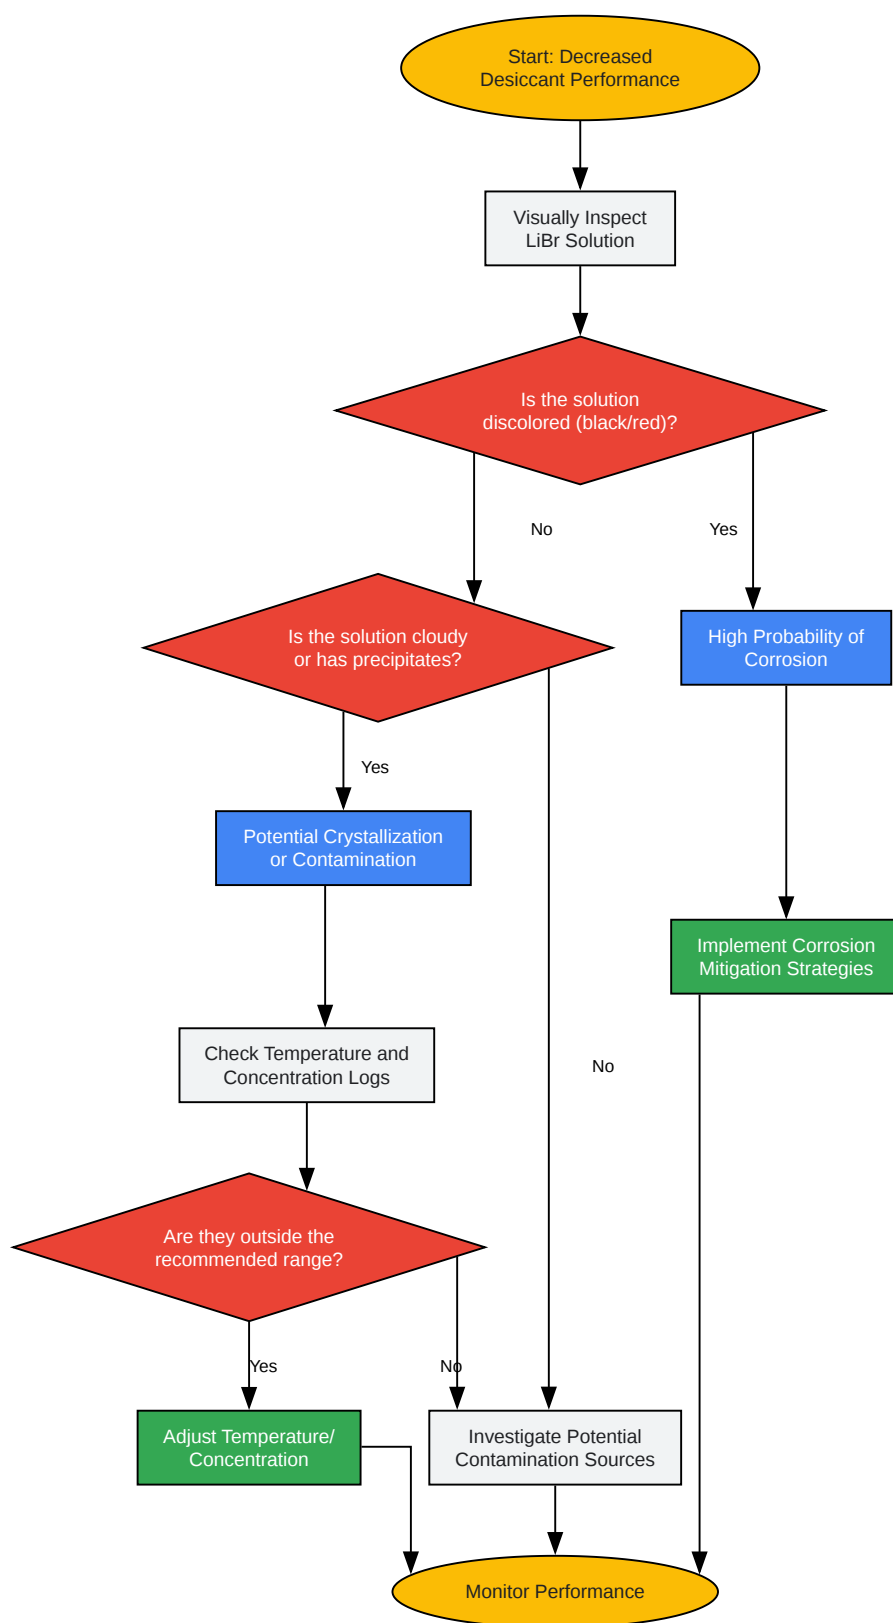 Start: Decreased
Desiccant Performance
Visually Inspect
LiBr Solution
Is the solution
discolored (black/red)?
No
Yes
Is the solution cloudy
or has precipitates?
High Probability of
Corrosion
Yes
Potential Crystallization
or Contamination
Implement Corrosion
Mitigation Strategies
Check Temperature and
Concentration Logs
No
Are they outside the
recommended range?
Yes
No
Adjust Temperature/
Concentration
Investigate Potential
Contamination Sources
Monitor Performance